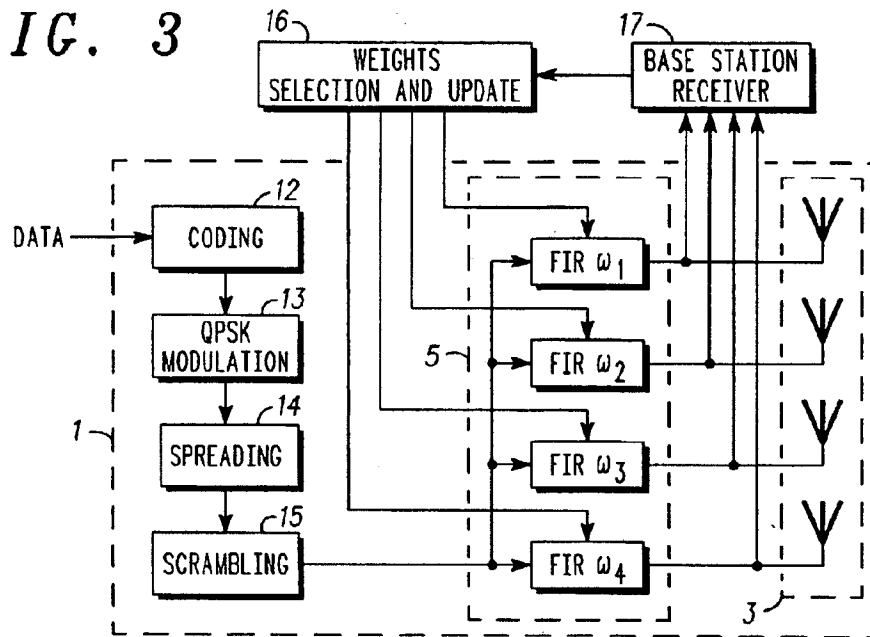 IG. 3
16
WEIGHTS
SELECTION AND UPDATE
17
BASE STATION
RECEIVER
12
DATA
CODING
13
QPSK
MODULATION
14
SPREADING
15
SCRAMBLING
1
5
FIR ω1
FIR ω2
FIR ω3
FIR ω4
3